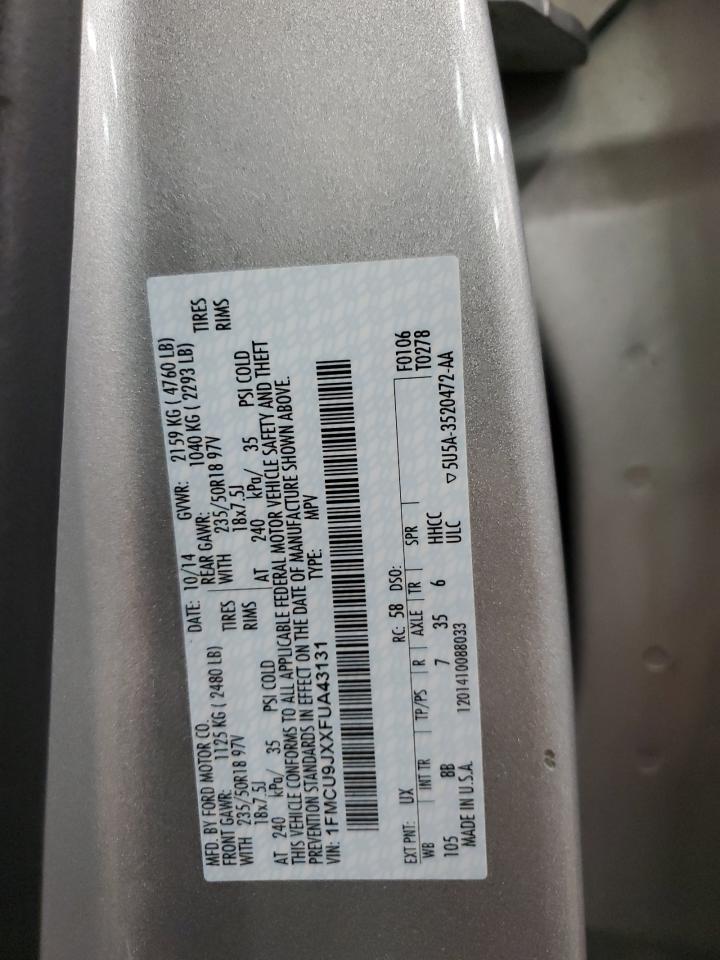 MFD. BY FORD MOTOR CO.
DATE: 10/14 GVWR: 2159 KG ( 4760 LB)
FRONT GAWR: 1125 KG ( 2480 LB) REAR GAWR: 1040 KG ( 2293 LB)
WITH 235/50R18 97V TIRES WITH 235/50R18 97V TIRES
18x7.5J RIMS 18x7.5J RIMS
AT 240 kPa/ 35 PSI COLD AT 240 kPa/ 35 PSI COLD
THIS VEHICLE CONFORMS TO ALL APPLICABLE FEDERAL MOTOR VEHICLE SAFETY AND THEFT
PREVENTION STANDARDS IN EFFECT ON THE DATE OF MANUFACTURE SHOWN ABOVE.
VIN: 1FMCU9JXXFUA43131 TYPE: MPV
F0106
EXT PNT: UX RC: 58 DSO: T0278
WB INT TR TP/PS R AXLE TR SPR
105 8B 7 35 6 HHCC
MADE IN U.S.A. 1201410088033 ULC ▽5U5A-3520472-AA